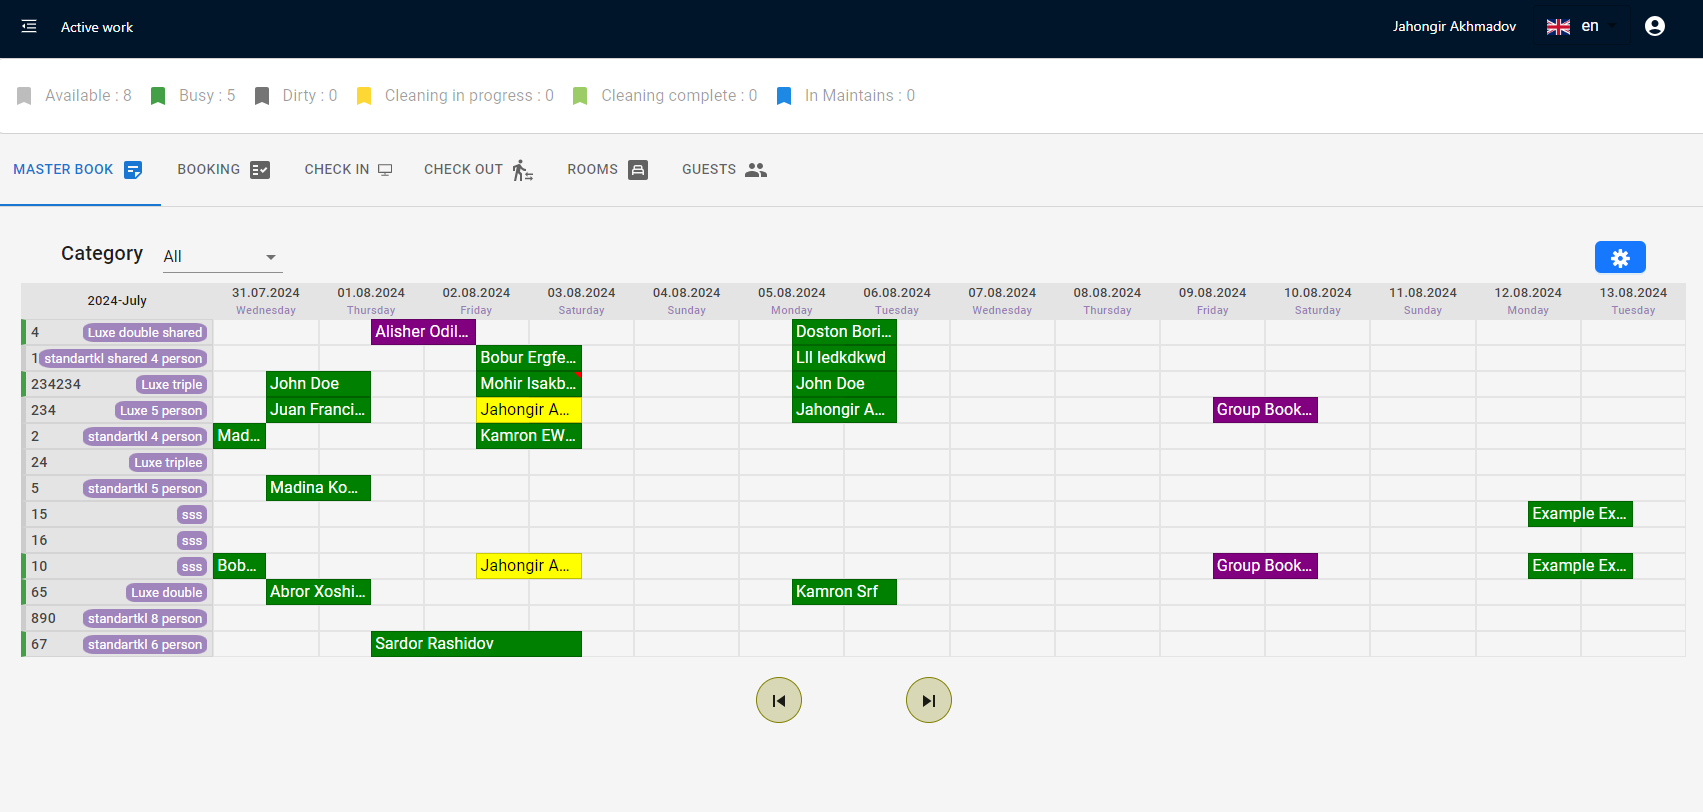 Active work
Jahongir Akhmadov en
Available : 8 Busy : 5 Dirty : 0 Cleaning in progress : 0 Cleaning complete : 0 In Maintains : 0
MASTER BOOK BOOKING CHECK IN CHECK OUT ROOMS GUESTS
Category All
2024-July 31.07.2024 01.08.2024 02.08.2024 03.08.2024 04.08.2024 05.08.2024 06.08.2024 07.08.2024 08.08.2024 09.08.2024 10.08.2024 11.08.2024 12.08.2024 13.08.2024
Wednesday Thursday Friday Saturday Sunday Monday Tuesday Wednesday Thursday Friday Saturday Sunday Monday Tuesday
4 Luxe double shared Alisher Odil... Doston Bori...
1 standartkl shared 4 person Bobur Ergfe... Lll ledkdkwd
234234 Luxe triple John Doe Mohir Isakb... John Doe
234 Luxe 5 person Juan Franci... Jahongir A... Jahongir A... Group Book...
2 standartkl 4 person Mad... Kamron EW...
24 Luxe triplee
5 standartkl 5 person Madina Ko...
15 sss Example Ex...
16 sss
10 sss Bob... Jahongir A... Group Book... Example Ex...
65 Luxe double Abror Xoshi... Kamron Srf
890 standartkl 8 person
67 standartkl 6 person Sardor Rashidov